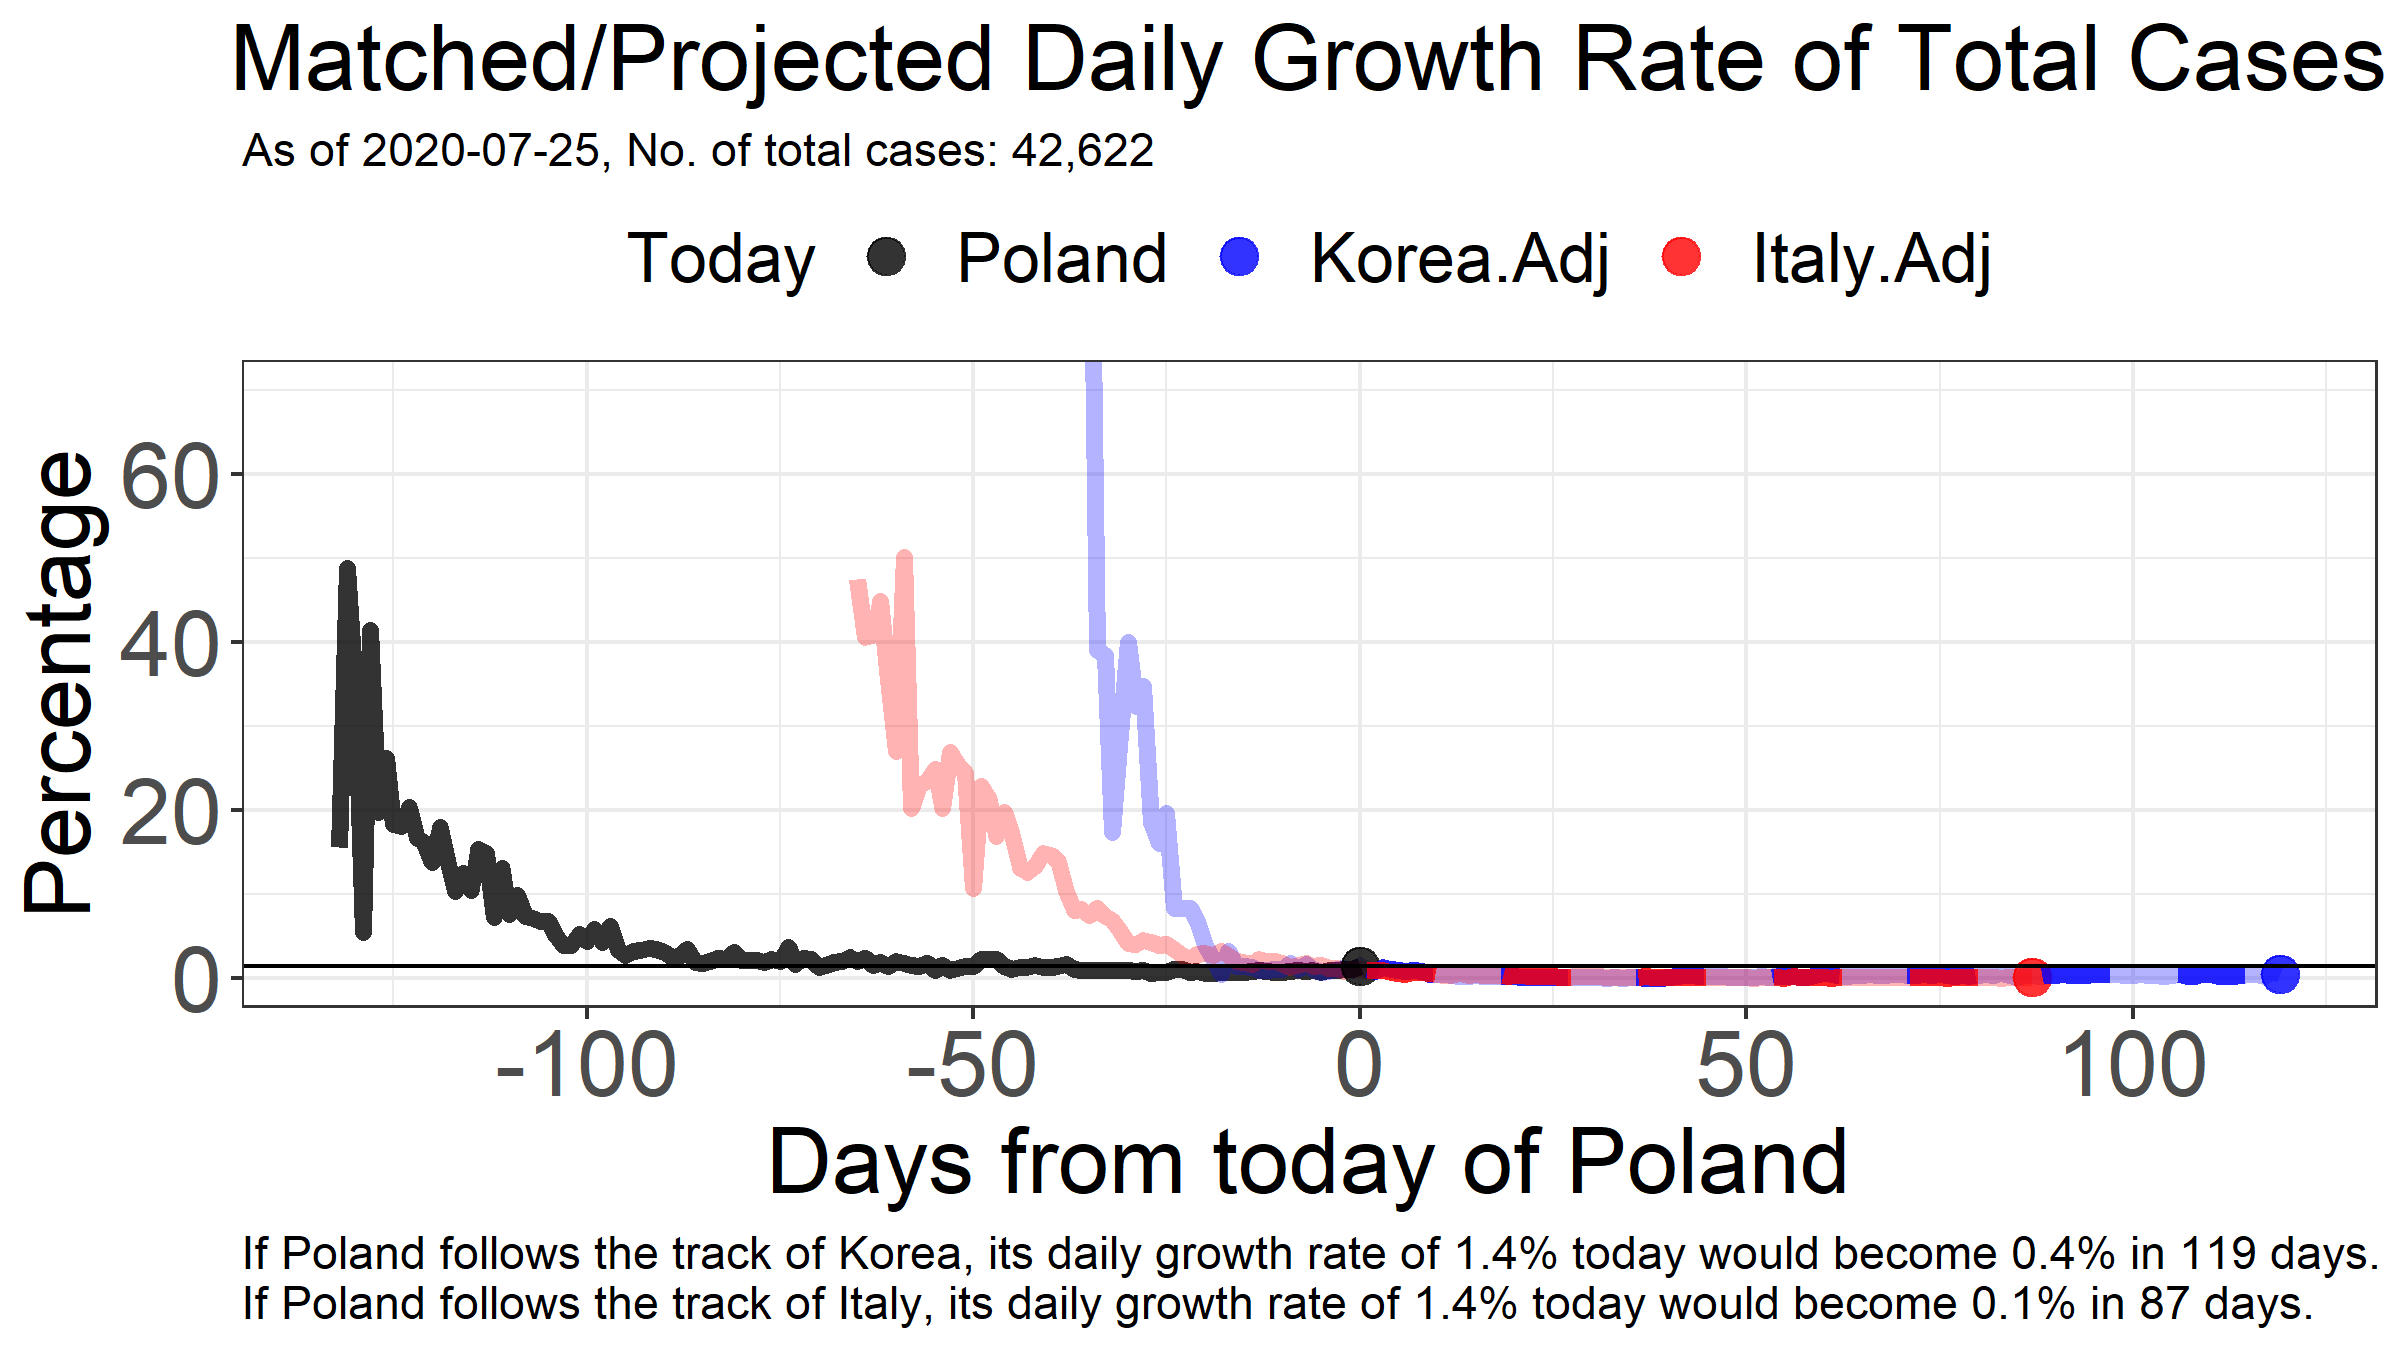 Matched/Projected Daily Growth Rate of Total Cases
As of 2020-07-25, No. of total cases: 42,622
Today Poland Korea.Adj Italy.Adj
Percentage
60
40
20
0
-100 -50 0 50 100
Days from today of Poland
If Poland follows the track of Korea, its daily growth rate of 1.4% today would become 0.4% in 119 days.
If Poland follows the track of Italy, its daily growth rate of 1.4% today would become 0.1% in 87 days.